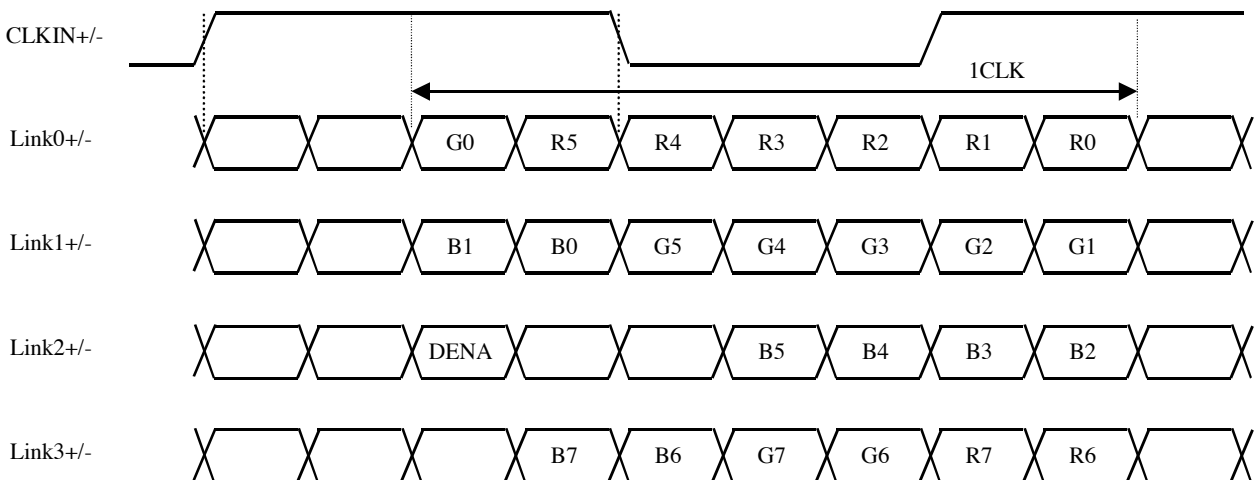 CLKIN+/-
1CLK
Link0+/- G0 R5 R4 R3 R2 R1 R0
Link1+/- B1 B0 G5 G4 G3 G2 G1
Link2+/- DENA B5 B4 B3 B2
Link3+/- B7 B6 G7 G6 R7 R6